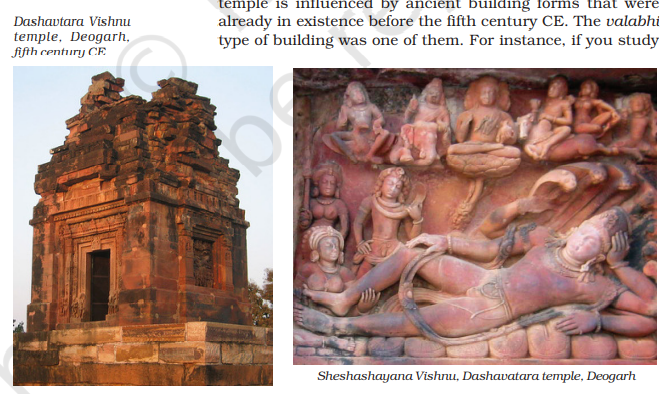 Dashavtara Vishnu
temple, Deogarh,
fifth century CE
temple is influenced by ancient building forms that were
already in existence before the fifth century CE. The valabhi
type of building was one of them. For instance, if you study
Sheshashayana Vishnu, Dashavatara temple, Deogarh